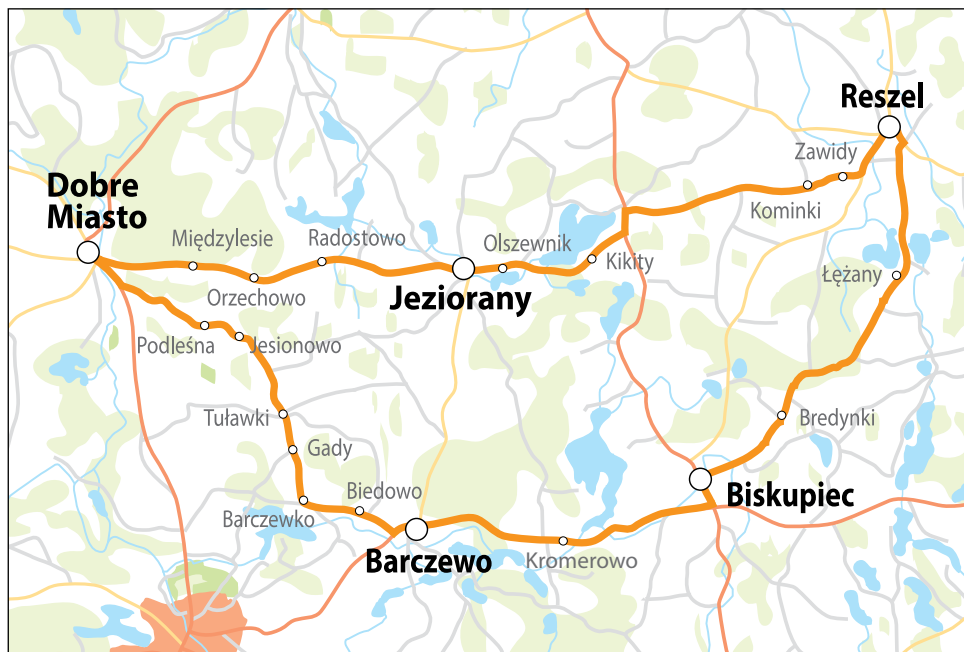 Reszel
Zawidy
Dobre
Miasto
Kominki
Międzylesie
Radostowo
Olszewnik
Kikity
Orzechowo
Jeziorany
Łężany
Podleśna
Jesionowo
Tuławki
Bredynki
Gady
Biedowo
Biskupiec
Barczewko
Barczewo
Kromerowo